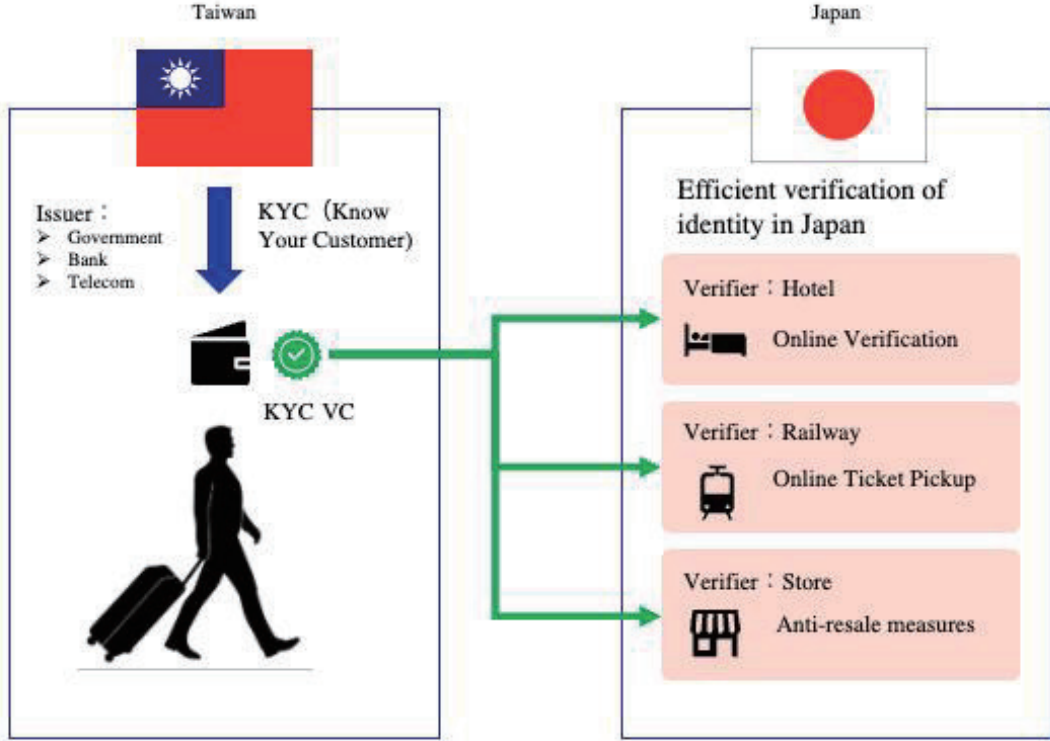 Taiwan
Japan
Issuer：
➢ Government
➢ Bank
➢ Telecom
KYC（Know
Your Customer)
KYC VC
Efficient verification of
identity in Japan
Verifier：Hotel
Online Verification
Verifier：Railway
Online Ticket Pickup
Verifier：Store
Anti-resale measures